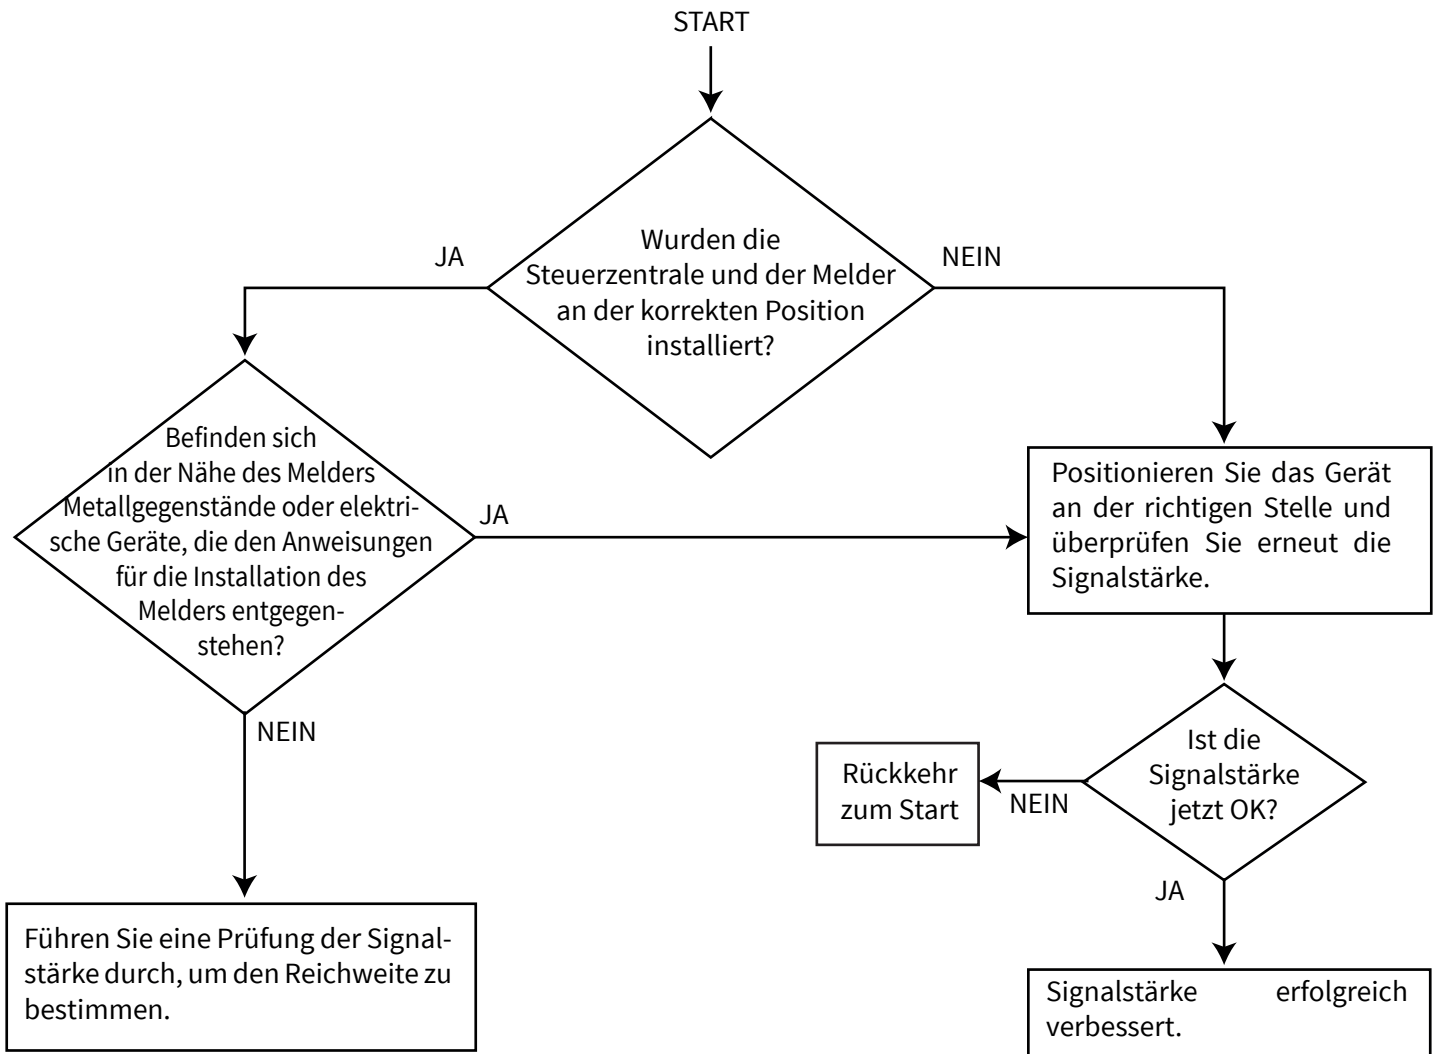 START
JA
Wurden die
Steuerzentrale und der Melder
an der korrekten Position
installiert?
NEIN
Befinden sich
in der Nähe des Melders
Metallgegenstände oder elektri-
sche Geräte, die den Anweisungen
für die Installation des
Melders entgegen-
stehen?
JA
Positionieren Sie das Gerät
an der richtigen Stelle und
überprüfen Sie erneut die
Signalstärke.
NEIN
Rückkehr
zum Start
NEIN
Ist die
Signalstärke
jetzt OK?
JA
Führen Sie eine Prüfung der Signal-
stärke durch, um den Reichweite zu
bestimmen.
Signalstärke erfolgreich
verbessert.